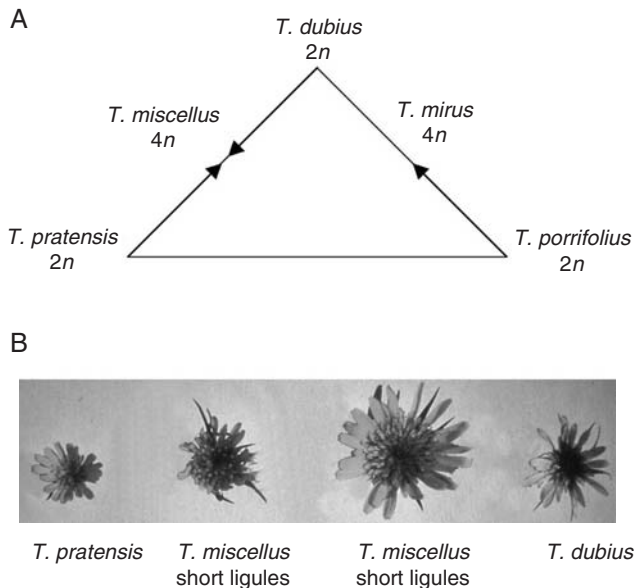 A
T. dubius
2n
T. miscellus
4n
T. mirus
4n
T. pratensis
2n
T. porrifolius
2n
B
T. pratensis
T. miscellus
short ligules
T. miscellus
short ligules
T. dubius